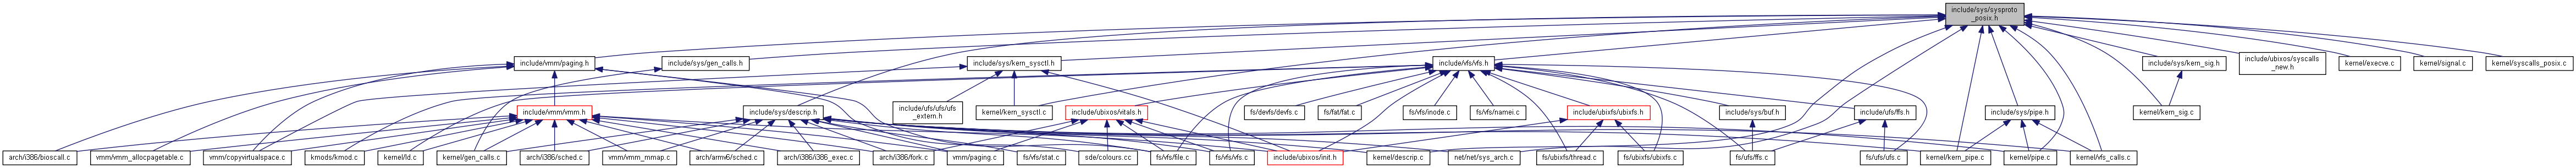 include/sys/sysproto
_posix.h
include/vmm/paging.h
include/sys/gen_calls.h
include/sys/kern_sysctl.h
include/vfs/vfs.h
include/sys/kern_sig.h
include/ubixos/syscalls
_new.h
kernel/execve.c
kernel/signal.c
kernel/syscalls_posix.c
include/vmm/vmm.h
include/sys/descrip.h
include/ufs/ufs/ufs
_extern.h
kernel/kern_sysctl.c
include/ubixos/vitals.h
fs/devfs/devfs.c
fs/fat/fat.c
fs/vfs/inode.c
fs/vfs/namei.c
include/ubixfs/ubixfs.h
include/sys/buf.h
include/ufs/ffs.h
include/sys/pipe.h
kernel/kern_sig.c
arch/i386/bioscall.c
vmm/vmm_allocpagetable.c
vmm/copyvirtualspace.c
kmods/kmod.c
kernel/ld.c
kernel/gen_calls.c
arch/i386/sched.c
vmm/vmm_mmap.c
arch/armv6/sched.c
arch/i386/i386_exec.c
arch/i386/fork.c
vmm/paging.c
fs/vfs/stat.c
sde/colours.cc
fs/vfs/file.c
fs/vfs/vfs.c
include/ubixos/init.h
kernel/descrip.c
net/net/sys_arch.c
fs/ubixfs/thread.c
fs/ubixfs/ubixfs.c
fs/ufs/ffs.c
fs/ufs/ufs.c
kernel/kern_pipe.c
kernel/pipe.c
kernel/vfs_calls.c